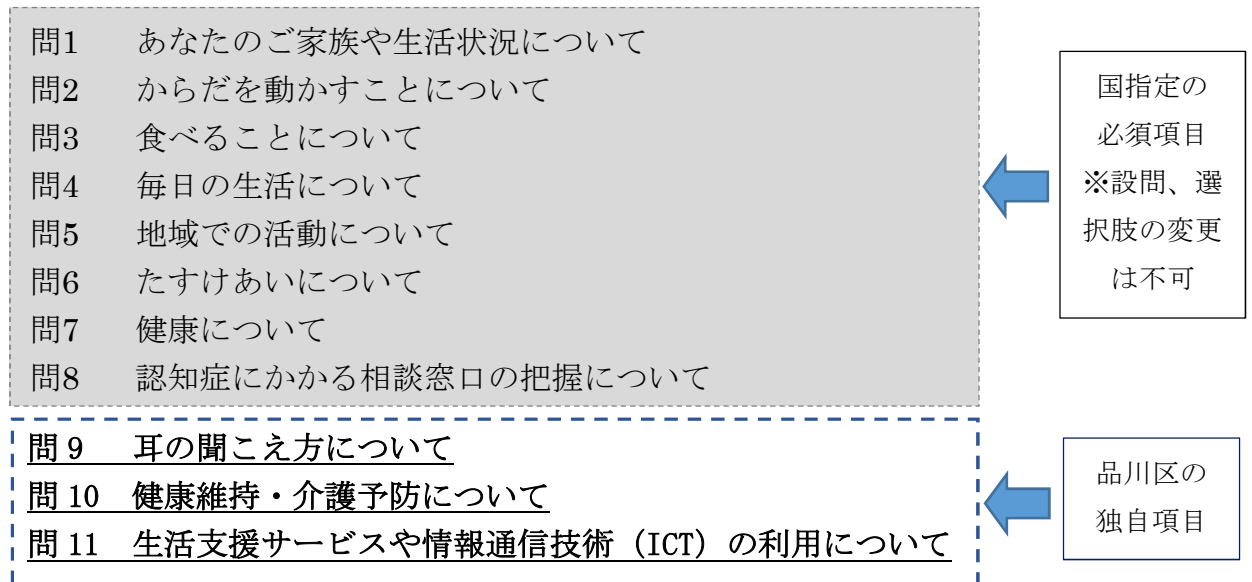 問1 あなたのご家族や生活状況について
問2 からだを動かすことについて
問3 食べることについて
問4 毎日の生活について
問5 地域での活動について
問6 たすけあいについて
問7 健康について
問8 認知症にかかる相談窓口の把握について
国指定の
必須項目
※設問、選
択肢の変更
は不可
問 9 耳の聞こえ方について
問 10 健康維持・介護予防について
問 11 生活支援サービスや情報通信技術（ICT）の利用について
品川区の
独自項目